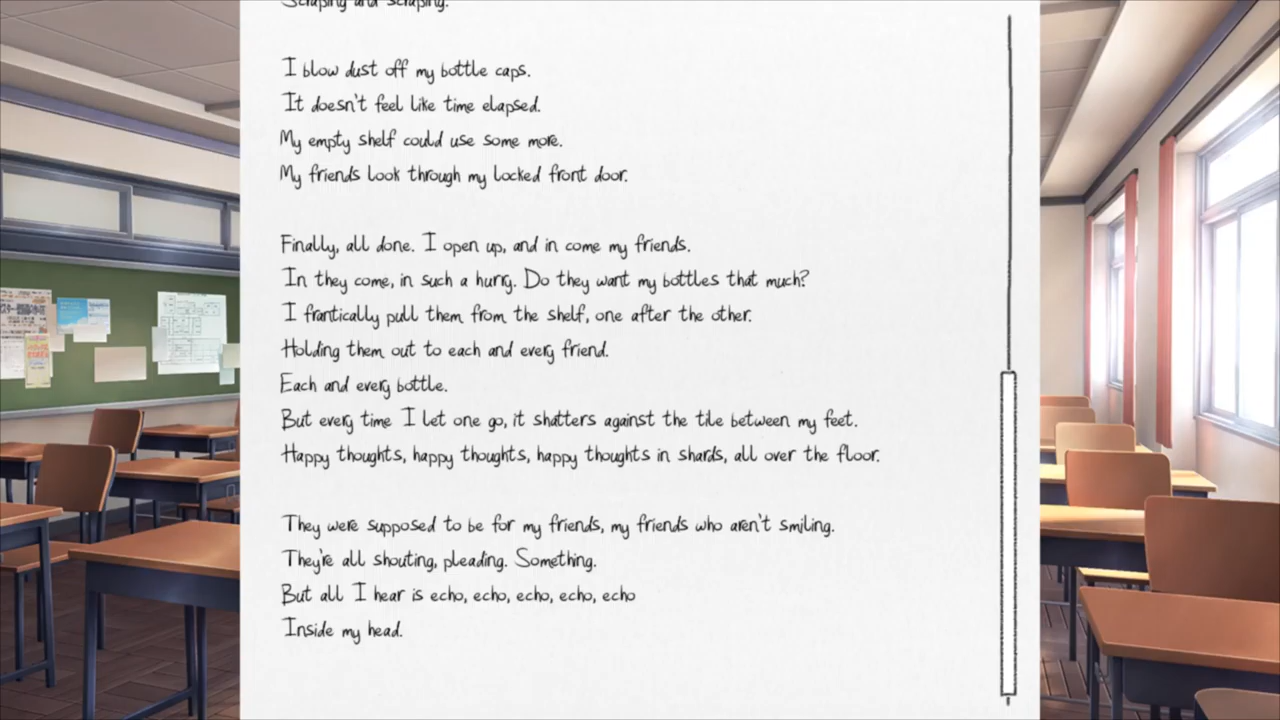 Scraping and scraping.
I blow dust off my bottle caps.
It doesn't feel like time elapsed.
My empty shelf could use some more.
My friends look through my locked front door.
Finally, all done. I open up, and in come my friends.
In they come, in such a hurry. Do they want my bottles that much?
I frantically pull them from the shelf, one after the other.
Holding them out to each and every friend.
Each and every bottle.
But every time I let one go, it shatters against the tile between my feet.
Happy thoughts, happy thoughts, happy thoughts in shards, all over the floor.
They were supposed to be for my friends, my friends who aren't smiling.
They're all shouting, pleading. Something.
But all I hear is echo, echo, echo, echo, echo
Inside my head.